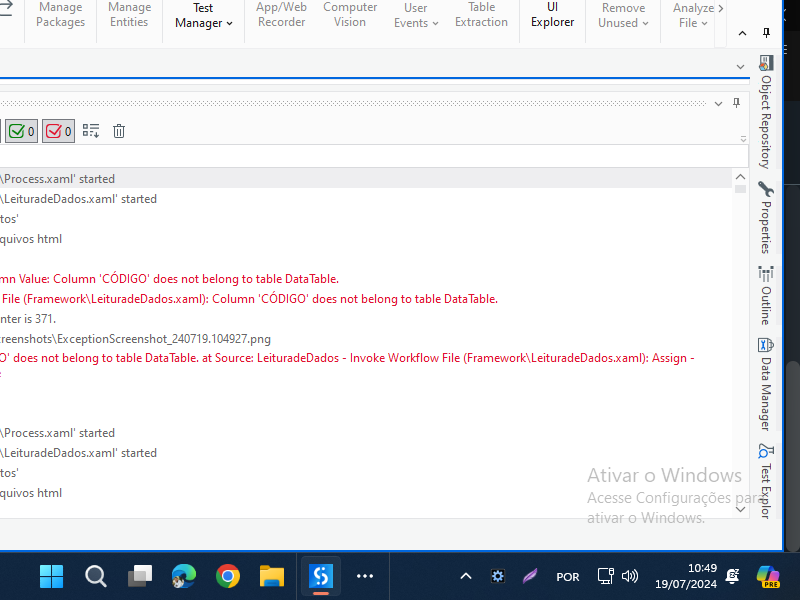 Manage
Packages
Manage
Entities
Test
Manager
App/Web
Recorder
Computer
Vision
User
Events
Table
Extraction
UI
Explorer
Remove
Unused
Analyze
File
Object Repository
0
0
\Process.xaml' started
\LeituradeDados.xaml' started
tos'
quivos html
mn Value: Column 'CÓDIGO' does not belong to table DataTable.
File (Framework\LeituradeDados.xaml): Column 'CÓDIGO' does not belong to table DataTable.
nter is 371.
reenshots\ExceptionScreenshot_240719.104927.png
O' does not belong to table DataTable. at Source: LeituradeDados - Invoke Workflow File (Framework\LeituradeDados.xaml): Assign -
\Process.xaml' started
\LeituradeDados.xaml' started
tos'
quivos html
Properties
Outline
Data Manager
Test Explor
Ativar o Windows
Acesse Configurações para
ativar o Windows.
POR
10:49
19/07/2024
PRE